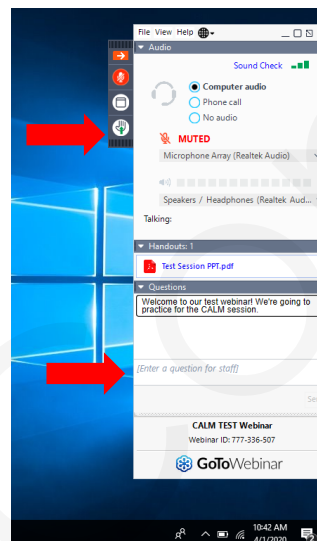 File View Help
Audio
Sound Check
Computer audio
Phone call
No audio
MUTED
Microphone Array (Realtek Audio)
Speakers / Headphones (Realtek Aud...
Talking:
Handouts: 1
Test Session PPT.pdf
Questions
Welcome to our test webinar! We're going to
practice for the CALM session.
[Enter a question for staff]
CALM TEST Webinar
Webinar ID: 777-336-507
GoToWebinar
10:42 AM
4/1/2020
2